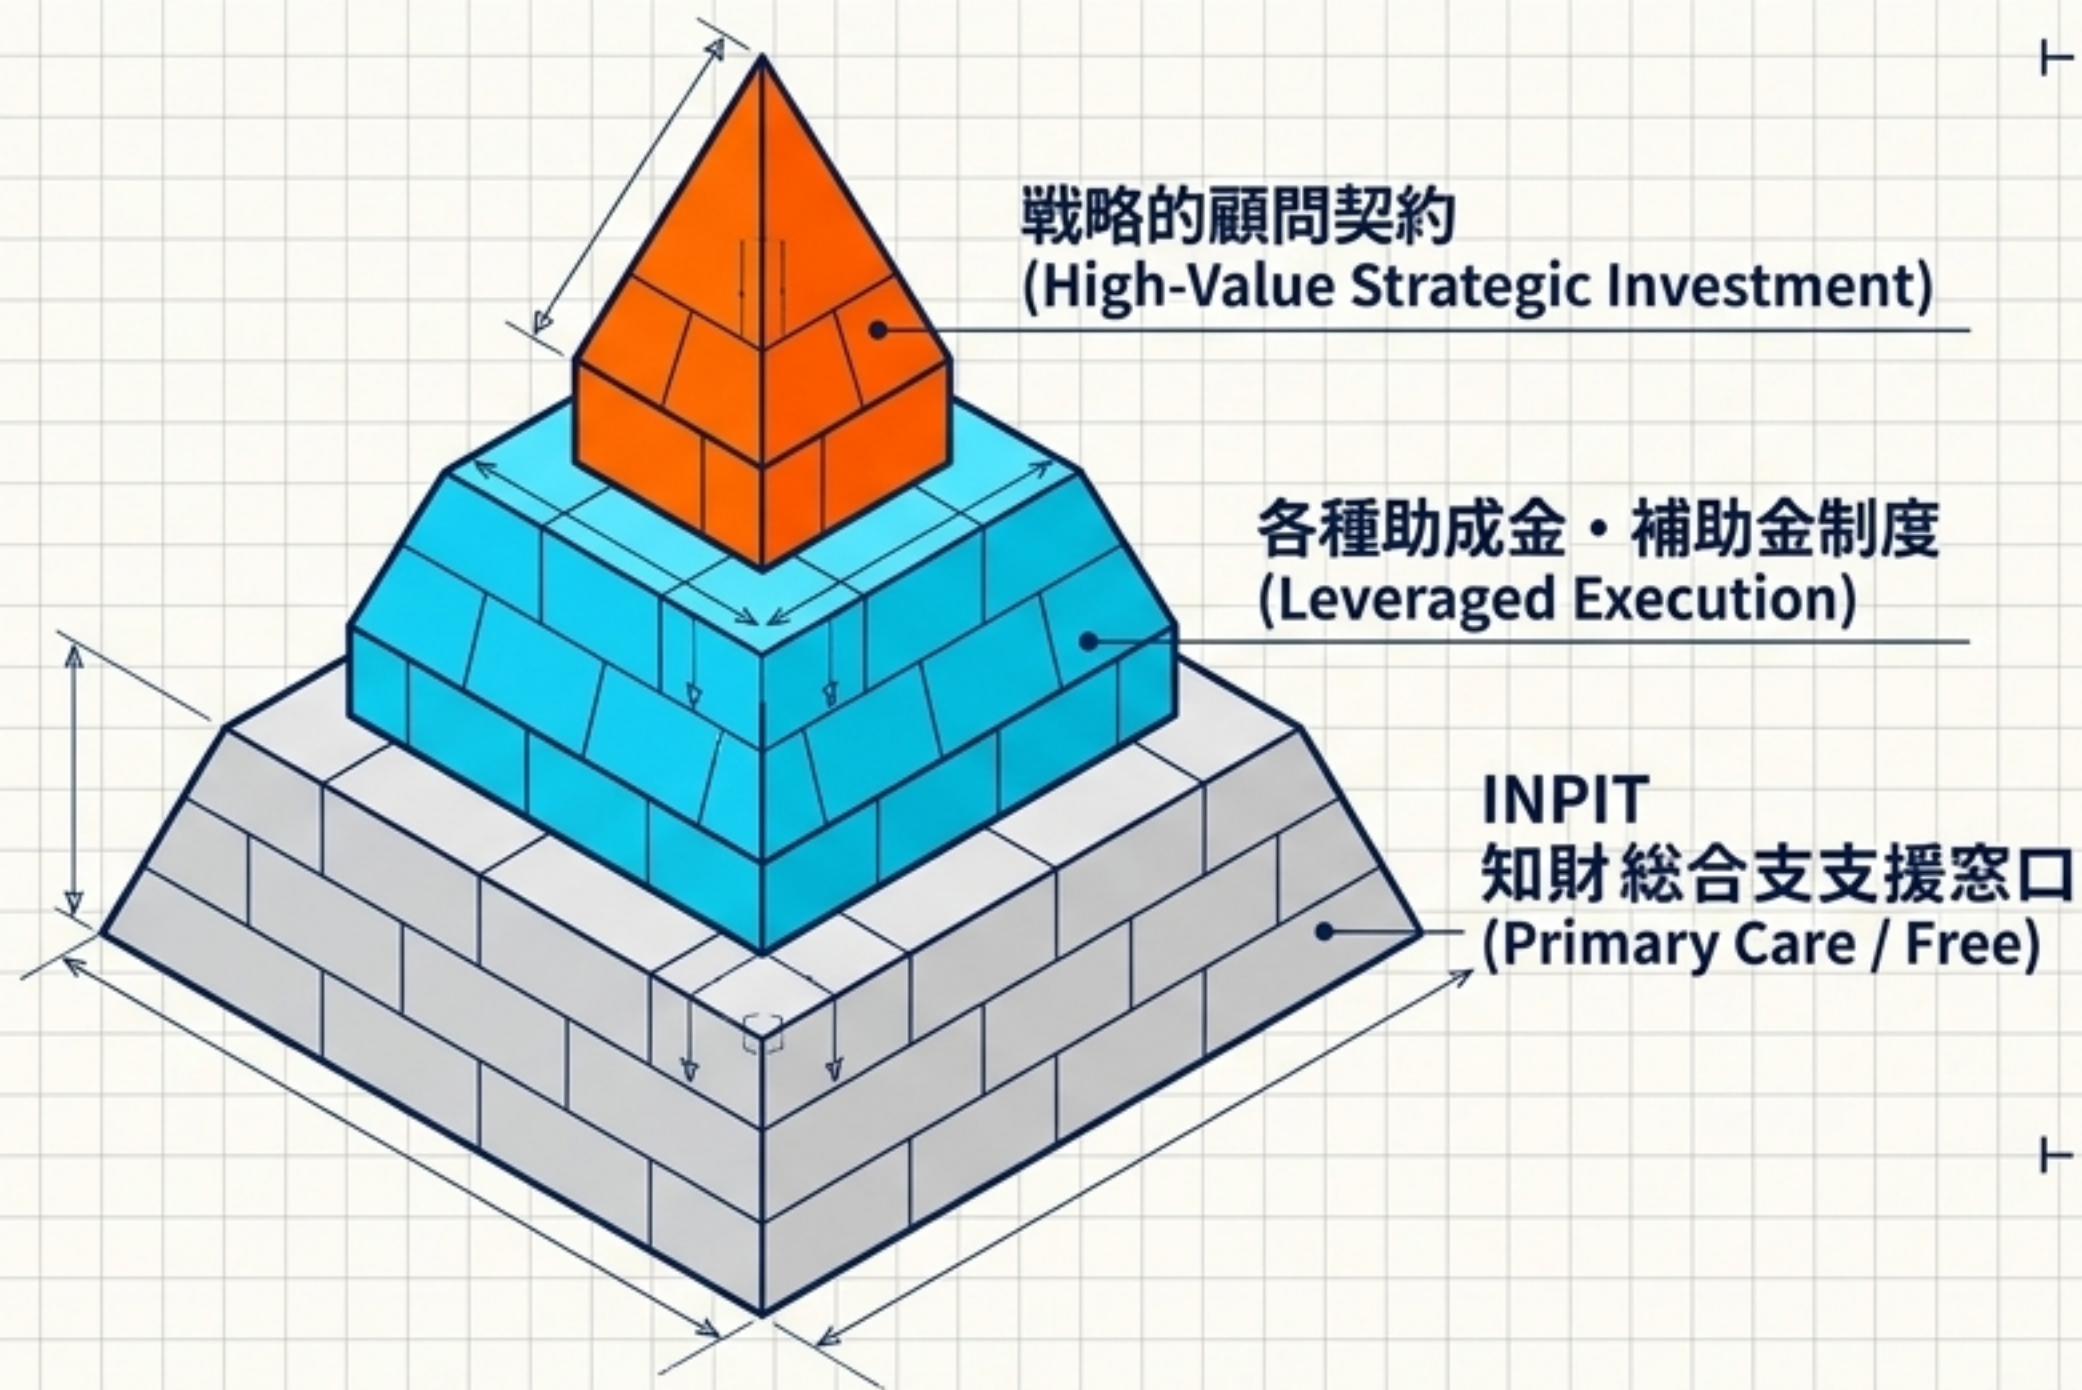 戦略的顧問契約
(High-Value Strategic Investment)
各種助成金・補助金制度
(Leveraged Execution)
INPIT
知財総合支支援窓口
(Primary Care / Free)